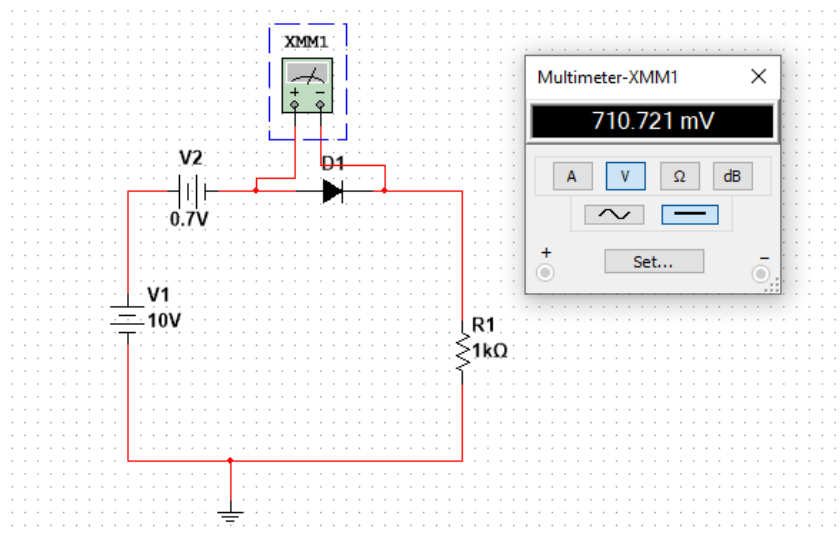 XMM1
+ −
V2
0.7V
D1
V1
10V
R1
1kΩ
Multimeter-XMM1
710.721 mV
A V Ω dB
+ −
Set...